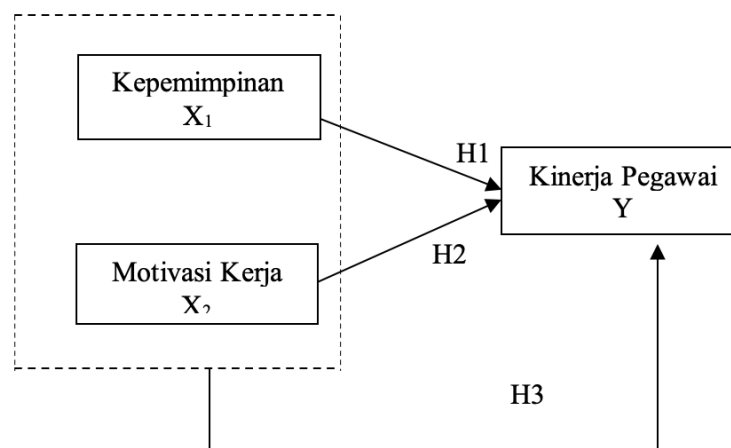 Kepemimpinan
X₁
H1
Kinerja Pegawai
Y
H2
Motivasi Kerja
X₂
H3